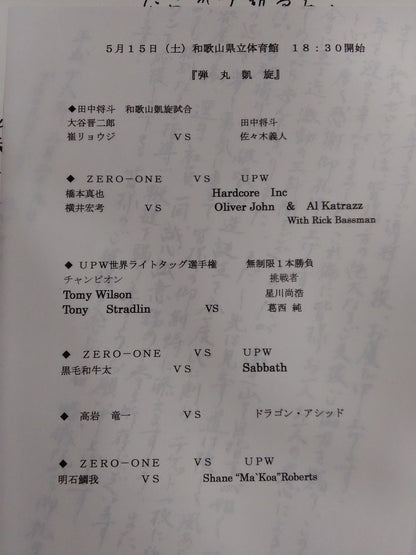 5月15日（土）和歌山県立体育館　18：30開始
『弾 丸 凱 旋』
◆田中将斗　和歌山凱旋試合
大谷晋二郎　田中将斗
崔リョウジ　VS　佐々木義人
◆　ZERO－ONE　VS　UPW
橋本真也　Hardcore Inc
横井宏考　VS　Oliver John & Al Katrazz
With Rick Bassman
◆UPW世界ライトタッグ選手権　無制限1本勝負
チャンピオン　挑戦者
Tomy Wilson　星川尚浩
Tony Stradlin　VS　葛西 純
◆　ZERO－ONE　VS　UPW
黒毛和牛太　VS　Sabbath
◆　高岩 竜一　VS　ドラゴン・アシッド
◆　ZERO－ONE　VS　UPW
明石鱗我　VS　Shane "Ma`Koa"Roberts